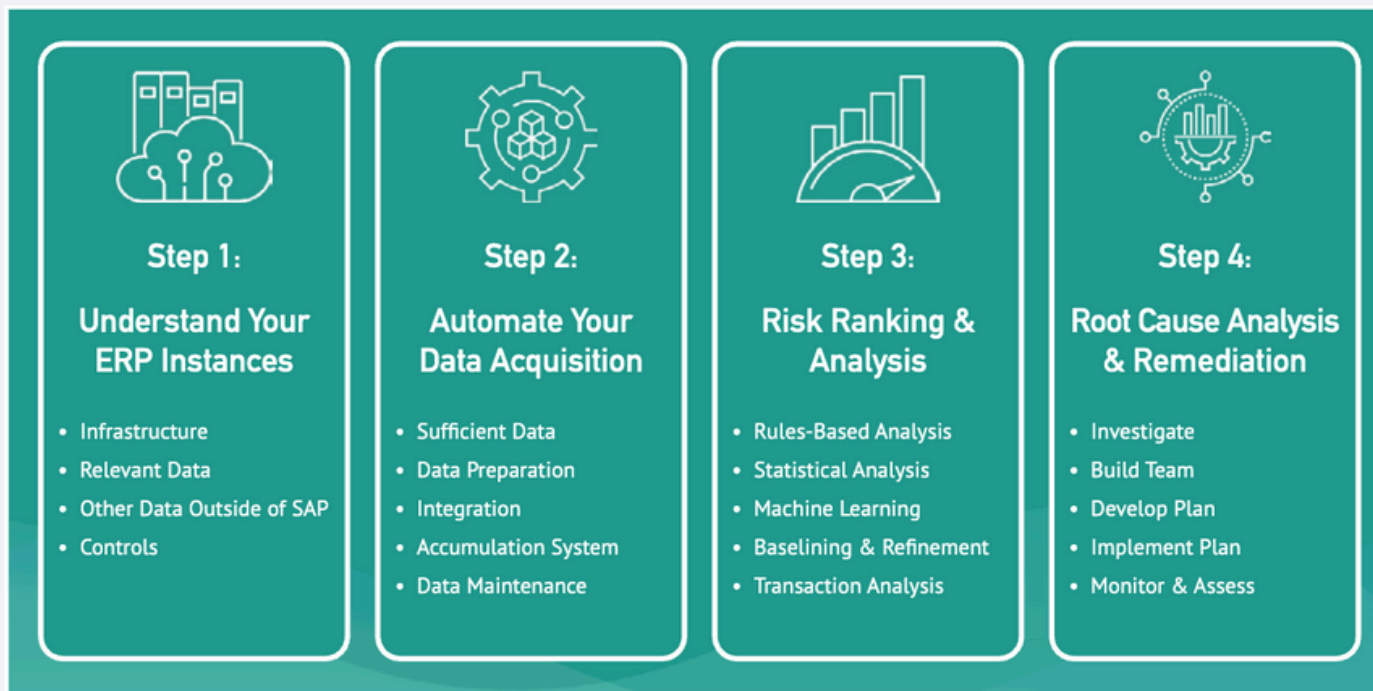 Step 1:
Understand Your
ERP Instances
• Infrastructure
• Relevant Data
• Other Data Outside of SAP
• Controls
Step 2:
Automate Your
Data Acquisition
• Sufficient Data
• Data Preparation
• Integration
• Accumulation System
• Data Maintenance
Step 3:
Risk Ranking &
Analysis
• Rules-Based Analysis
• Statistical Analysis
• Machine Learning
• Baselining & Refinement
• Transaction Analysis
Step 4:
Root Cause Analysis
& Remediation
• Investigate
• Build Team
• Develop Plan
• Implement Plan
• Monitor & Assess